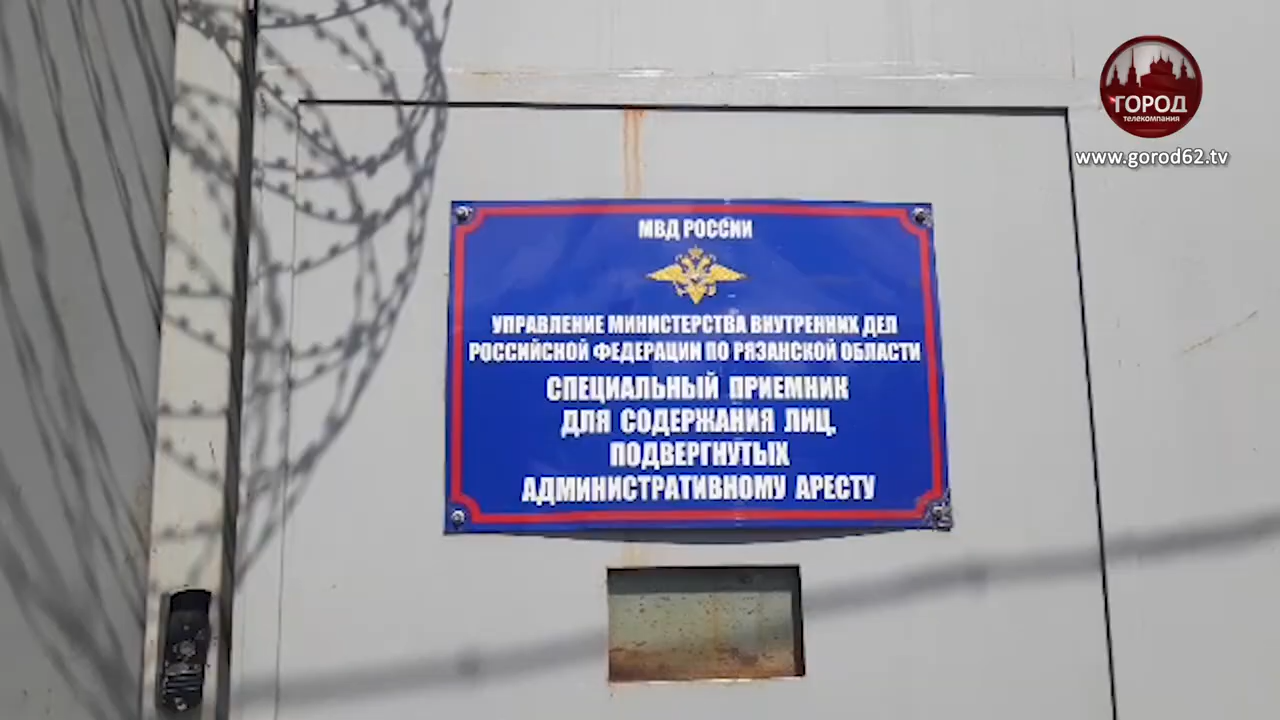 ГОРОД
телекомпания
www.gorod62.tv
МВД РОССИИ
УПРАВЛЕНИЕ МИНИСТЕРСТВА ВНУТРЕННИХ ДЕЛ
РОССИЙСКОЙ ФЕДЕРАЦИИ ПО РЯЗАНСКОЙ ОБЛАСТИ
СПЕЦИАЛЬНЫЙ ПРИЕМНИК
ДЛЯ СОДЕРЖАНИЯ ЛИЦ,
ПОДВЕРГНУТЫХ
АДМИНИСТРАТИВНОМУ АРЕСТУ